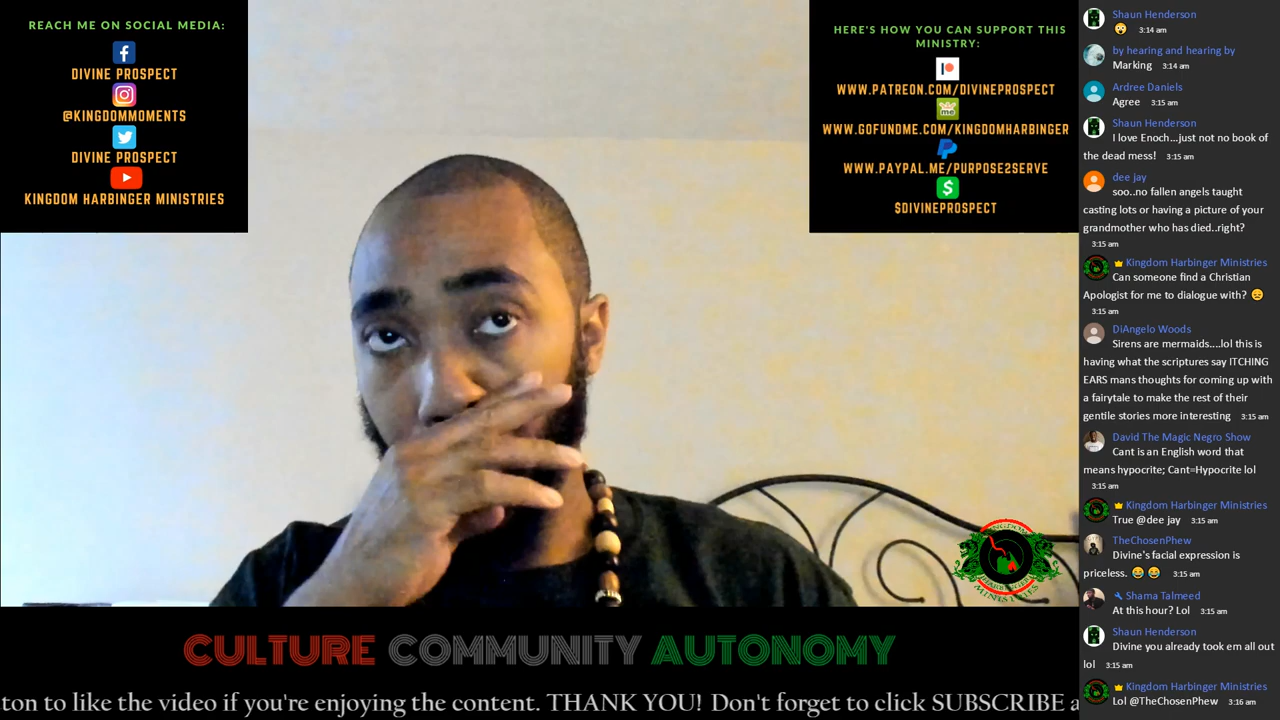 REACH ME ON SOCIAL MEDIA:
DIVINE PROSPECT
@KINGDOMMOMENTS
DIVINE PROSPECT
KINGDOM HARBINGER MINISTRIES
HERE'S HOW YOU CAN SUPPORT THIS
MINISTRY:
WWW.PATREON.COM/DIVINEPROSPECT
me
WWW.GOFUNDME.COM/KINGDOMHARBINGER
WWW.PAYPAL.ME/PURPOSE2SERVE
$
$DIVINEPROSPECT
Shaun Henderson
😮 3:14 am
by hearing and hearing by
Marking 3:14 am
Ardree Daniels
Agree 3:15 am
Shaun Henderson
I love Enoch...just not no book of
the dead mess! 3:15 am
dee jay
soo..no fallen angels taught
casting lots or having a picture of your
grandmother who has died..right?
3:15 am
Kingdom Harbinger Ministries
Can someone find a Christian
Apologist for me to dialogue with? 😞
3:15 am
DiAngelo Woods
Sirens are mermaids....lol this is
having what the scriptures say ITCHING
EARS mans thoughts for coming up with
a fairytale to make the rest of their
gentile stories more interesting 3:15 am
David The Magic Negro Show
Cant is an English word that
means hypocrite; Cant=Hypocrite lol
3:15 am
Kingdom Harbinger Ministries
True @dee jay 3:15 am
TheChosenPhew
Divine's facial expression is
priceless. 😂 😂 3:15 am
Shama Talmeed
At this hour? Lol 3:15 am
Shaun Henderson
Divine you already took em all out
lol 3:15 am
Kingdom Harbinger Ministries
Lol @TheChosenPhew 3:16 am
KINGDOM
HARBINGER
MINISTRIES
CULTURE COMMUNITY AUTONOMY
ton to like the video if you're enjoying the content. THANK YOU! Don't forget to click SUBSCRIBE a